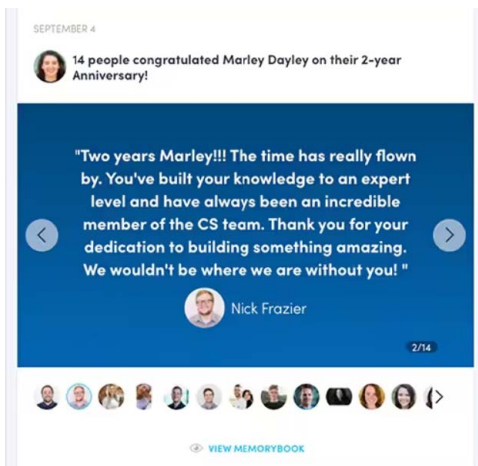 SEPTEMBER 4
14 people congratulated Marley Dayley on their 2-year
Anniversary!
"Two years Marley!!! The time has really flown
by. You've built your knowledge to an expert
level and have always been an incredible
member of the CS team. Thank you for your
dedication to building something amazing.
We wouldn't be where we are without you! "
Nick Frazier
2/14
VIEW MEMORYBOOK